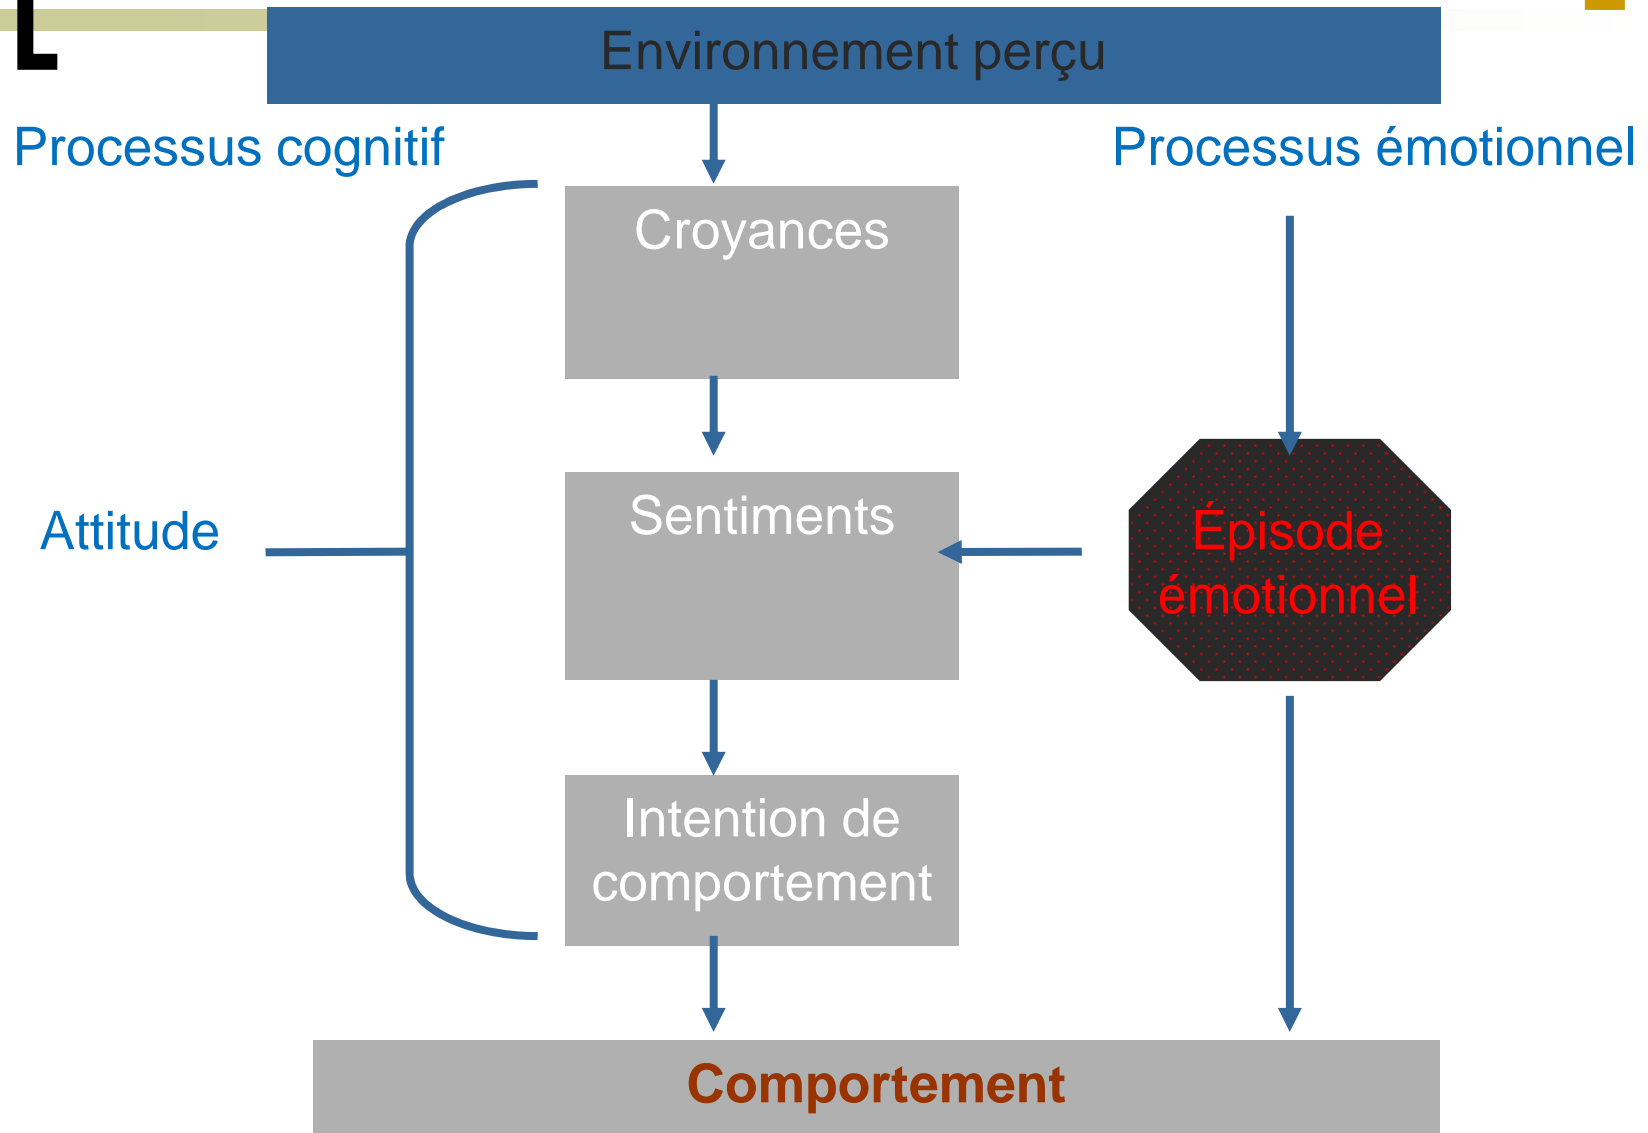 Environnement perçu
Processus cognitif
Processus émotionnel
Croyances
Attitude
Sentiments
Épisode
émotionnel
Intention de
comportement
Comportement